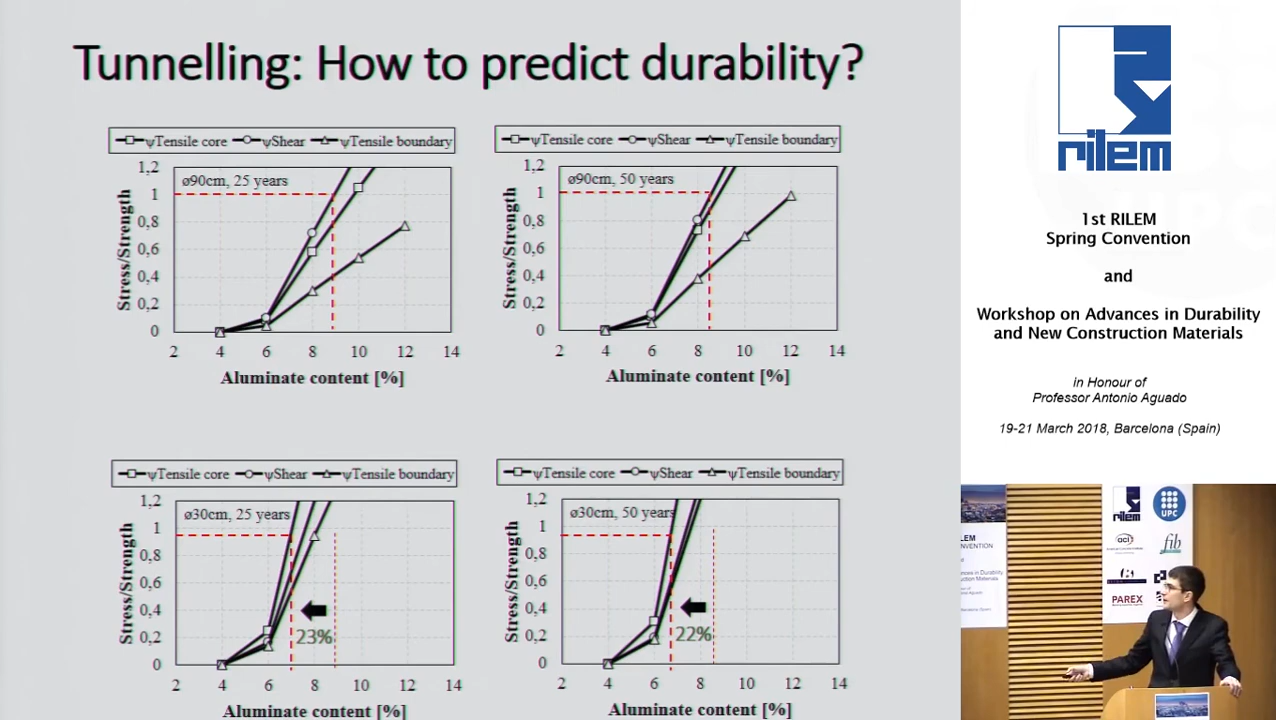 Tunnelling: How to predict durability?
ψTensile core ψShear ψTensile boundary
ø90cm, 25 years
Stress/Strength
1,2
1
0,8
0,6
0,4
0,2
0
2 4 6 8 10 12 14
Aluminate content [%]
ψTensile core ψShear ψTensile boundary
ø90cm, 50 years
Stress/Strength
1,2
1
0,8
0,6
0,4
0,2
0
2 4 6 8 10 12 14
Aluminate content [%]
ψTensile core ψShear ψTensile boundary
ø30cm, 25 years
Stress/Strength
1,2
1
0,8
0,6
0,4
0,2
0
23%
2 4 6 8 10 12 14
Aluminate content [%]
ψTensile core ψShear ψTensile boundary
ø30cm, 50 years
Stress/Strength
1,2
1
0,8
0,6
0,4
0,2
0
22%
2 4 6 8 10 12 14
Aluminate content [%]
rilem
1st RILEM
Spring Convention
and
Workshop on Advances in Durability
and New Construction Materials
in Honour of
Professor Antonio Aguado
19-21 March 2018, Barcelona (Spain)
rilem
UPC
aci
fib
PAREX